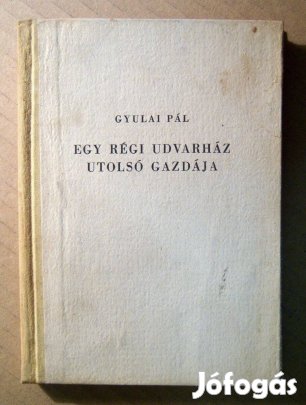 GYULAI PÁL
EGY RÉGI UDVARHÁZ
UTOLSÓ GAZDÁJA
Jófogás